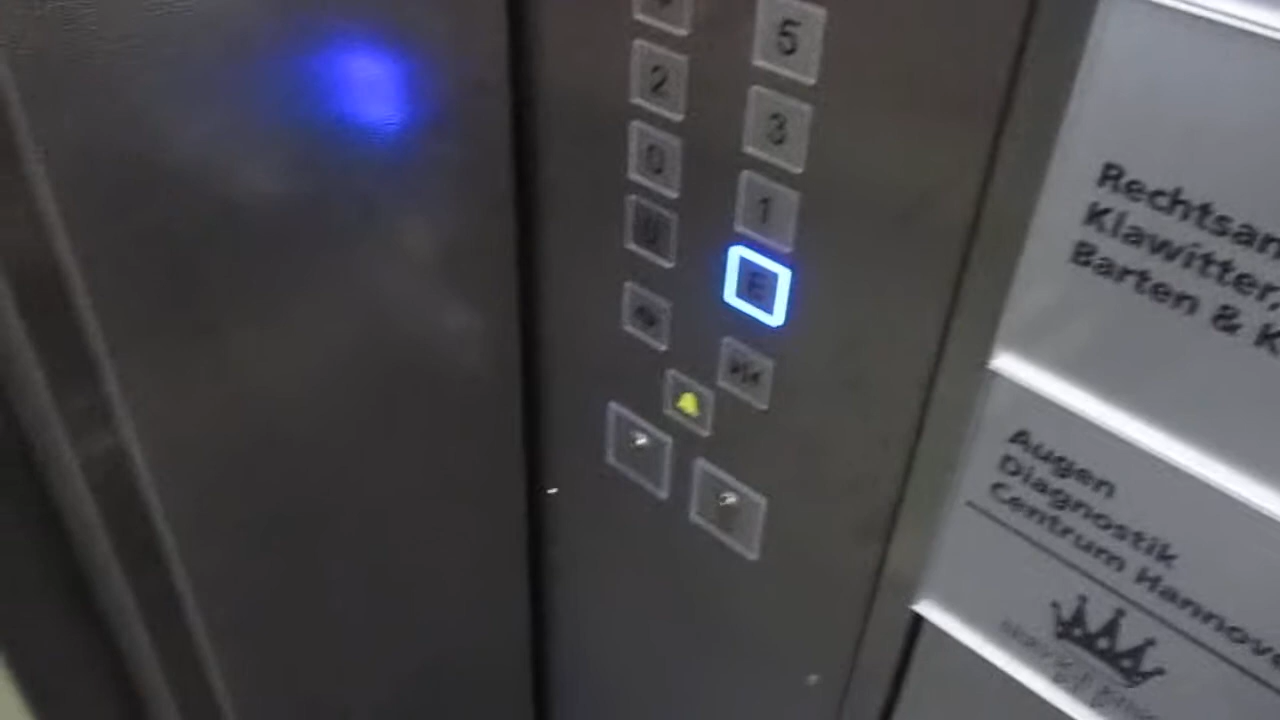 5
2
3
0
1
U
E
Rechtsan
Klawitter,
Barten & K
Augen
Diagnostik
Centrum Hannove